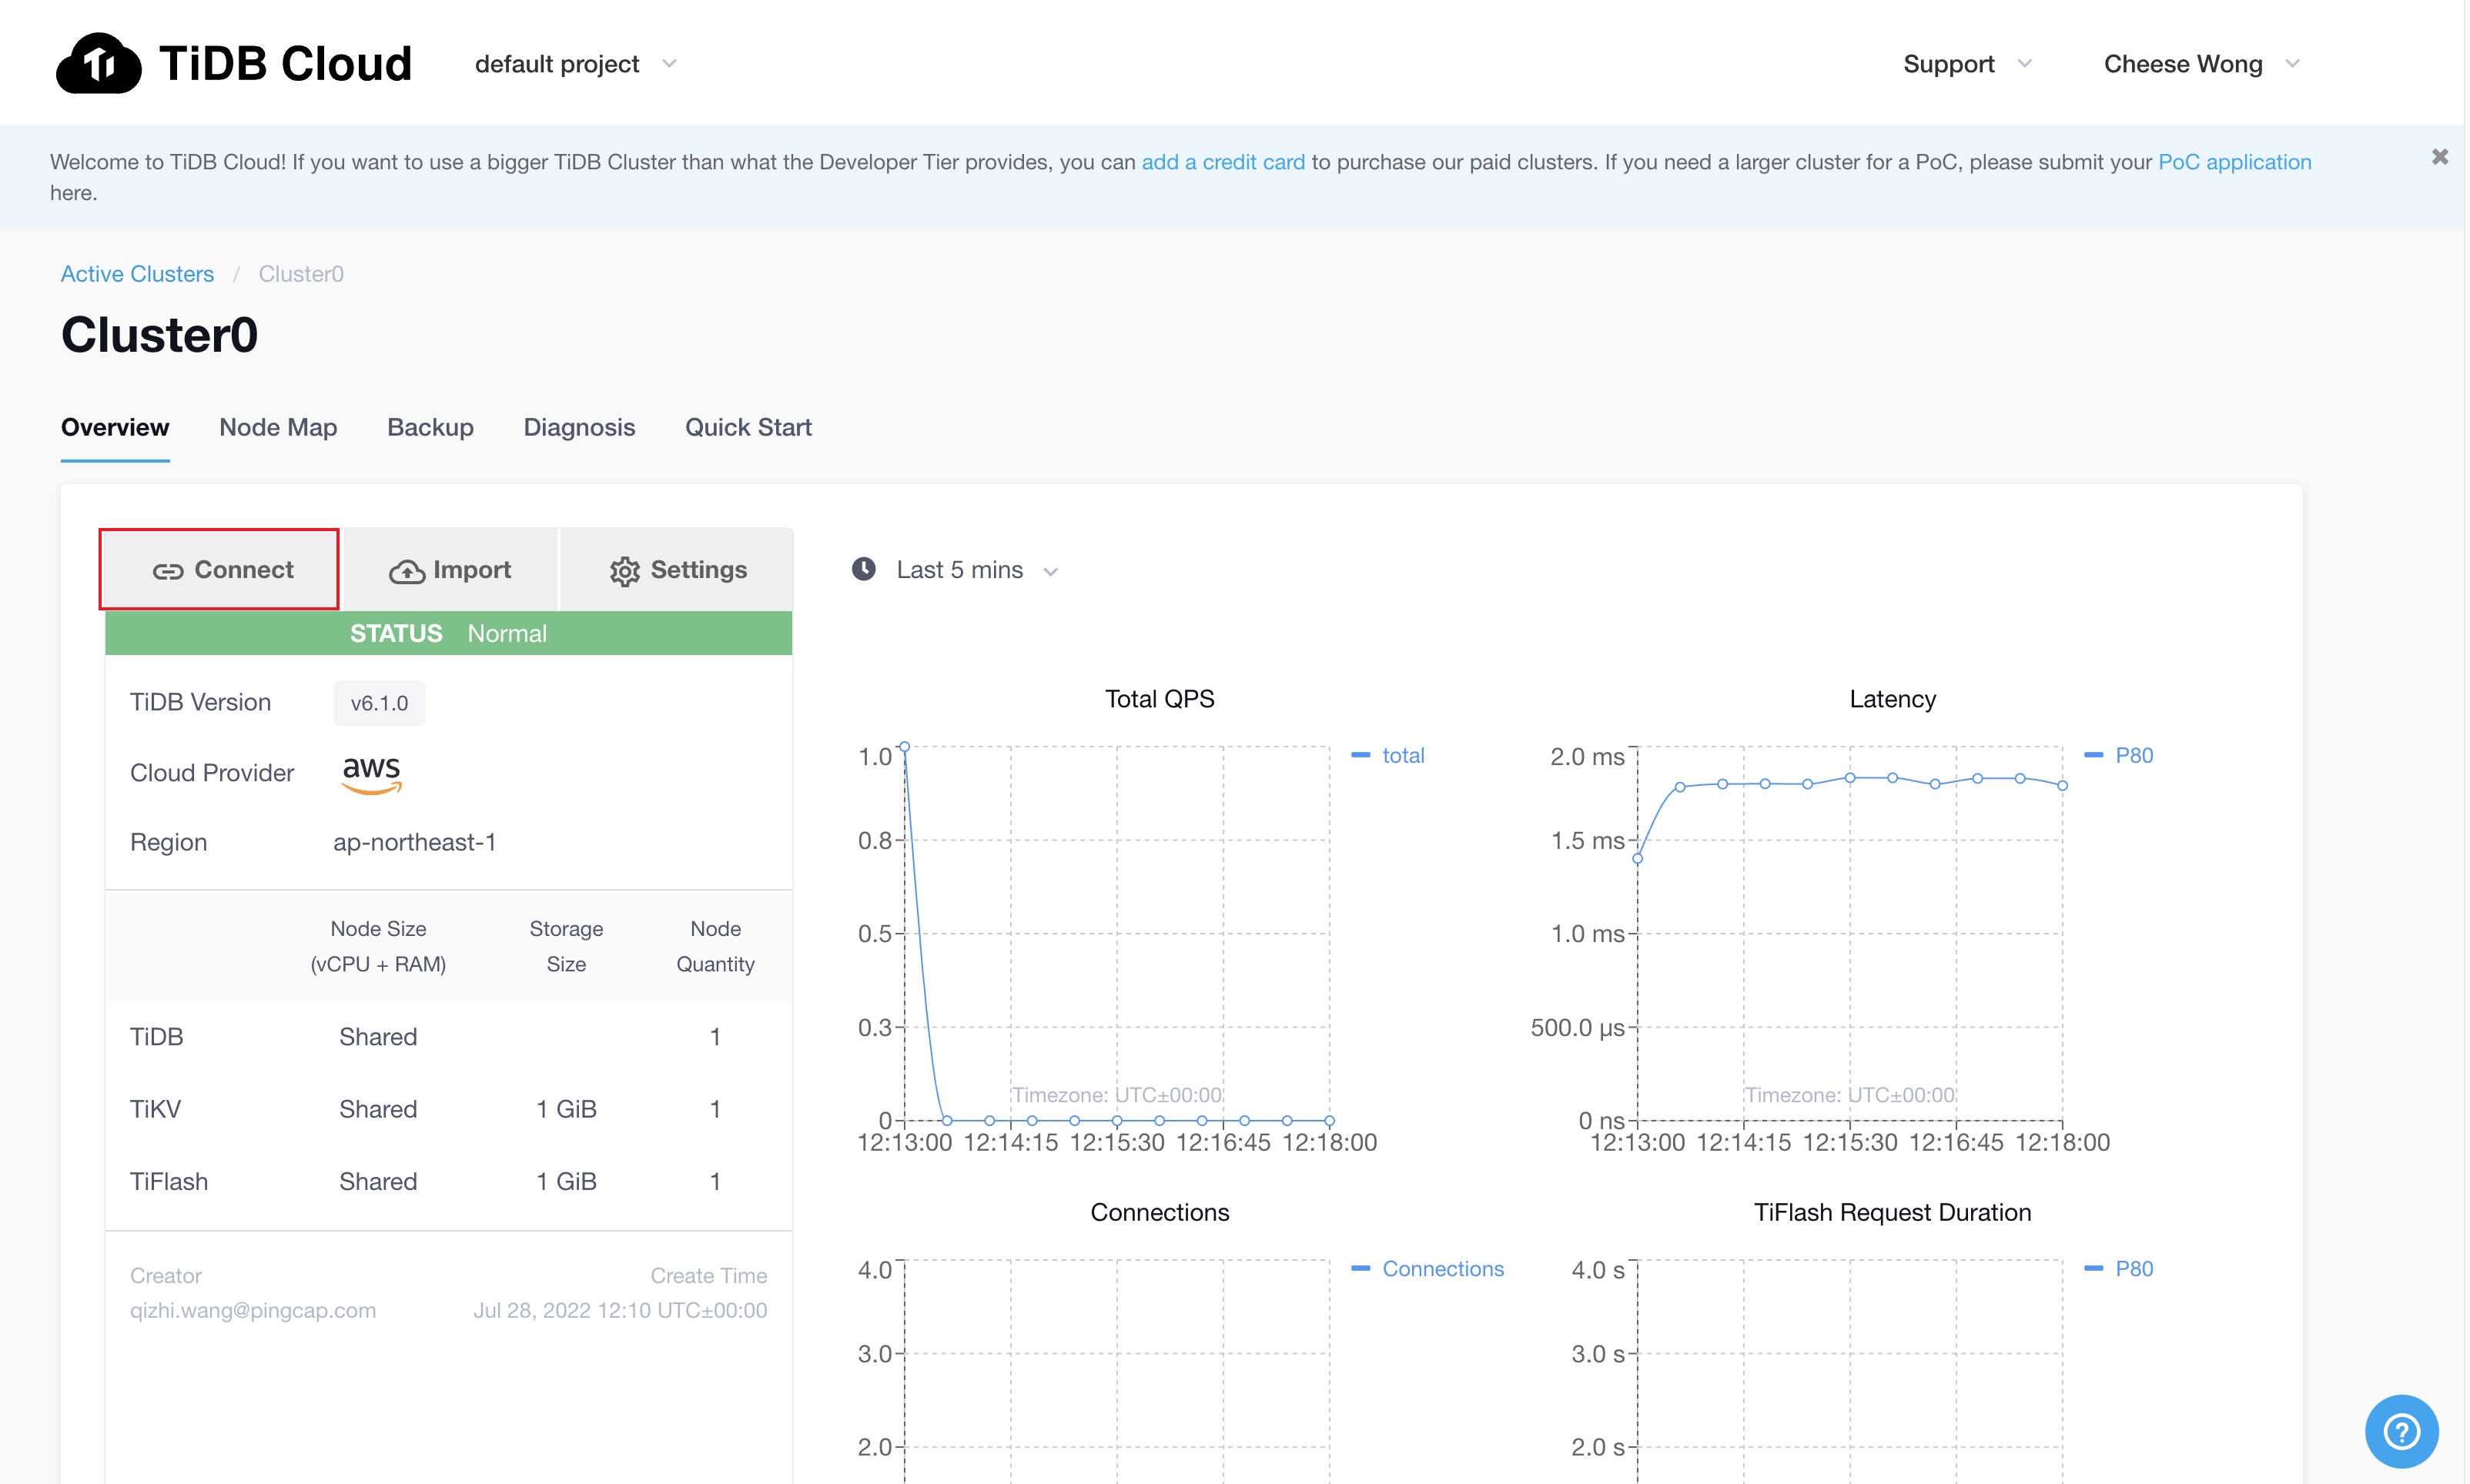 TiDB Cloud
default project
Support
Cheese Wong
Welcome to TiDB Cloud! If you want to use a bigger TiDB Cluster than what the Developer Tier provides, you can add a credit card to purchase our paid clusters. If you need a larger cluster for a PoC, please submit your PoC application
here.
Active Clusters / Cluster0
Cluster0
Overview
Node Map
Backup
Diagnosis
Quick Start
Connect
Import
Settings
STATUS Normal
TiDB Version v6.1.0
Cloud Provider aws
Region ap-northeast-1
Node Size Storage Node
(vCPU + RAM) Size Quantity
TiDB Shared 1
TiKV Shared 1 GiB 1
TiFlash Shared 1 GiB 1
Creator Create Time
qizhi.wang@pingcap.com Jul 28, 2022 12:10 UTC±00:00
Last 5 mins
Total QPS
total
1.0
0.8
0.5
0.3
0
Timezone: UTC±00:00
12:13:00 12:14:15 12:15:30 12:16:45 12:18:00
Latency
P80
2.0 ms
1.5 ms
1.0 ms
500.0 µs
0 ns
Timezone: UTC±00:00
12:13:00 12:14:15 12:15:30 12:16:45 12:18:00
Connections
Connections
4.0
3.0
2.0
TiFlash Request Duration
P80
4.0 s
3.0 s
2.0 s